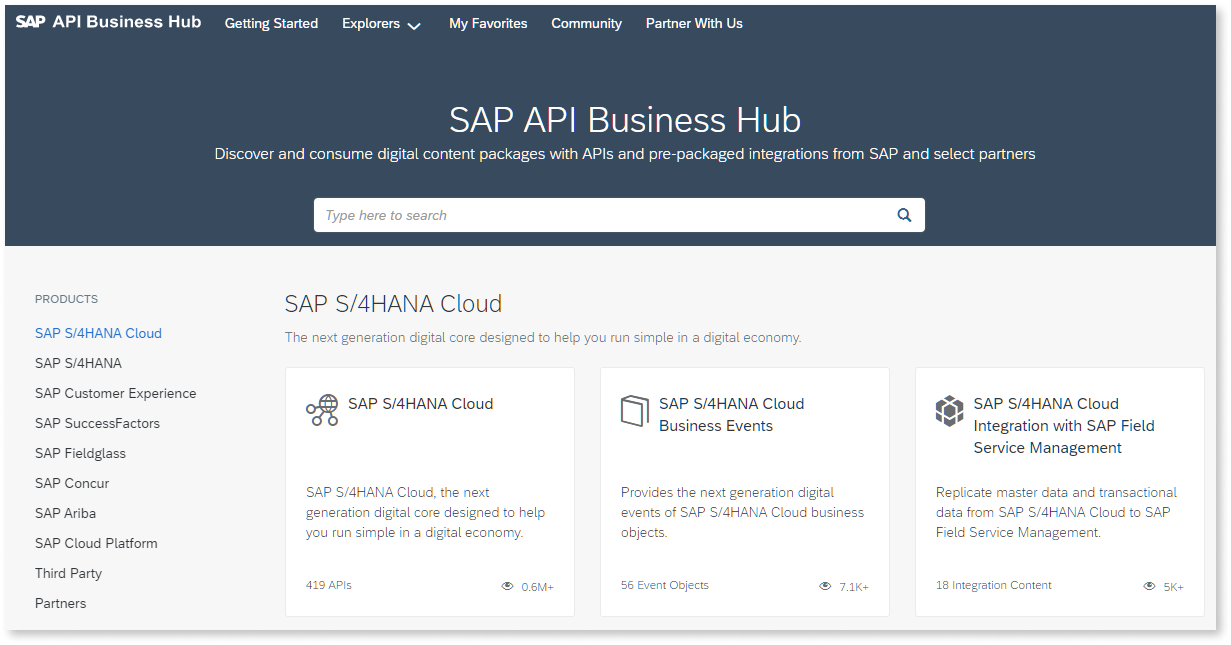 SAP API Business Hub Getting Started Explorers My Favorites Community Partner With Us
SAP API Business Hub
Discover and consume digital content packages with APIs and pre-packaged integrations from SAP and select partners
Type here to search
PRODUCTS
SAP S/4HANA Cloud
SAP S/4HANA
SAP Customer Experience
SAP SuccessFactors
SAP Fieldglass
SAP Concur
SAP Ariba
SAP Cloud Platform
Third Party
Partners
SAP S/4HANA Cloud
The next generation digital core designed to help you run simple in a digital economy.
SAP S/4HANA Cloud
SAP S/4HANA Cloud, the next
generation digital core designed to help
you run simple in a digital economy.
419 APIs 0.6M+
SAP S/4HANA Cloud
Business Events
Provides the next generation digital
events of SAP S/4HANA Cloud business
objects.
56 Event Objects 7.1K+
SAP S/4HANA Cloud
Integration with SAP Field
Service Management
Replicate master data and transactional
data from SAP S/4HANA Cloud to SAP
Field Service Management.
18 Integration Content 5K+